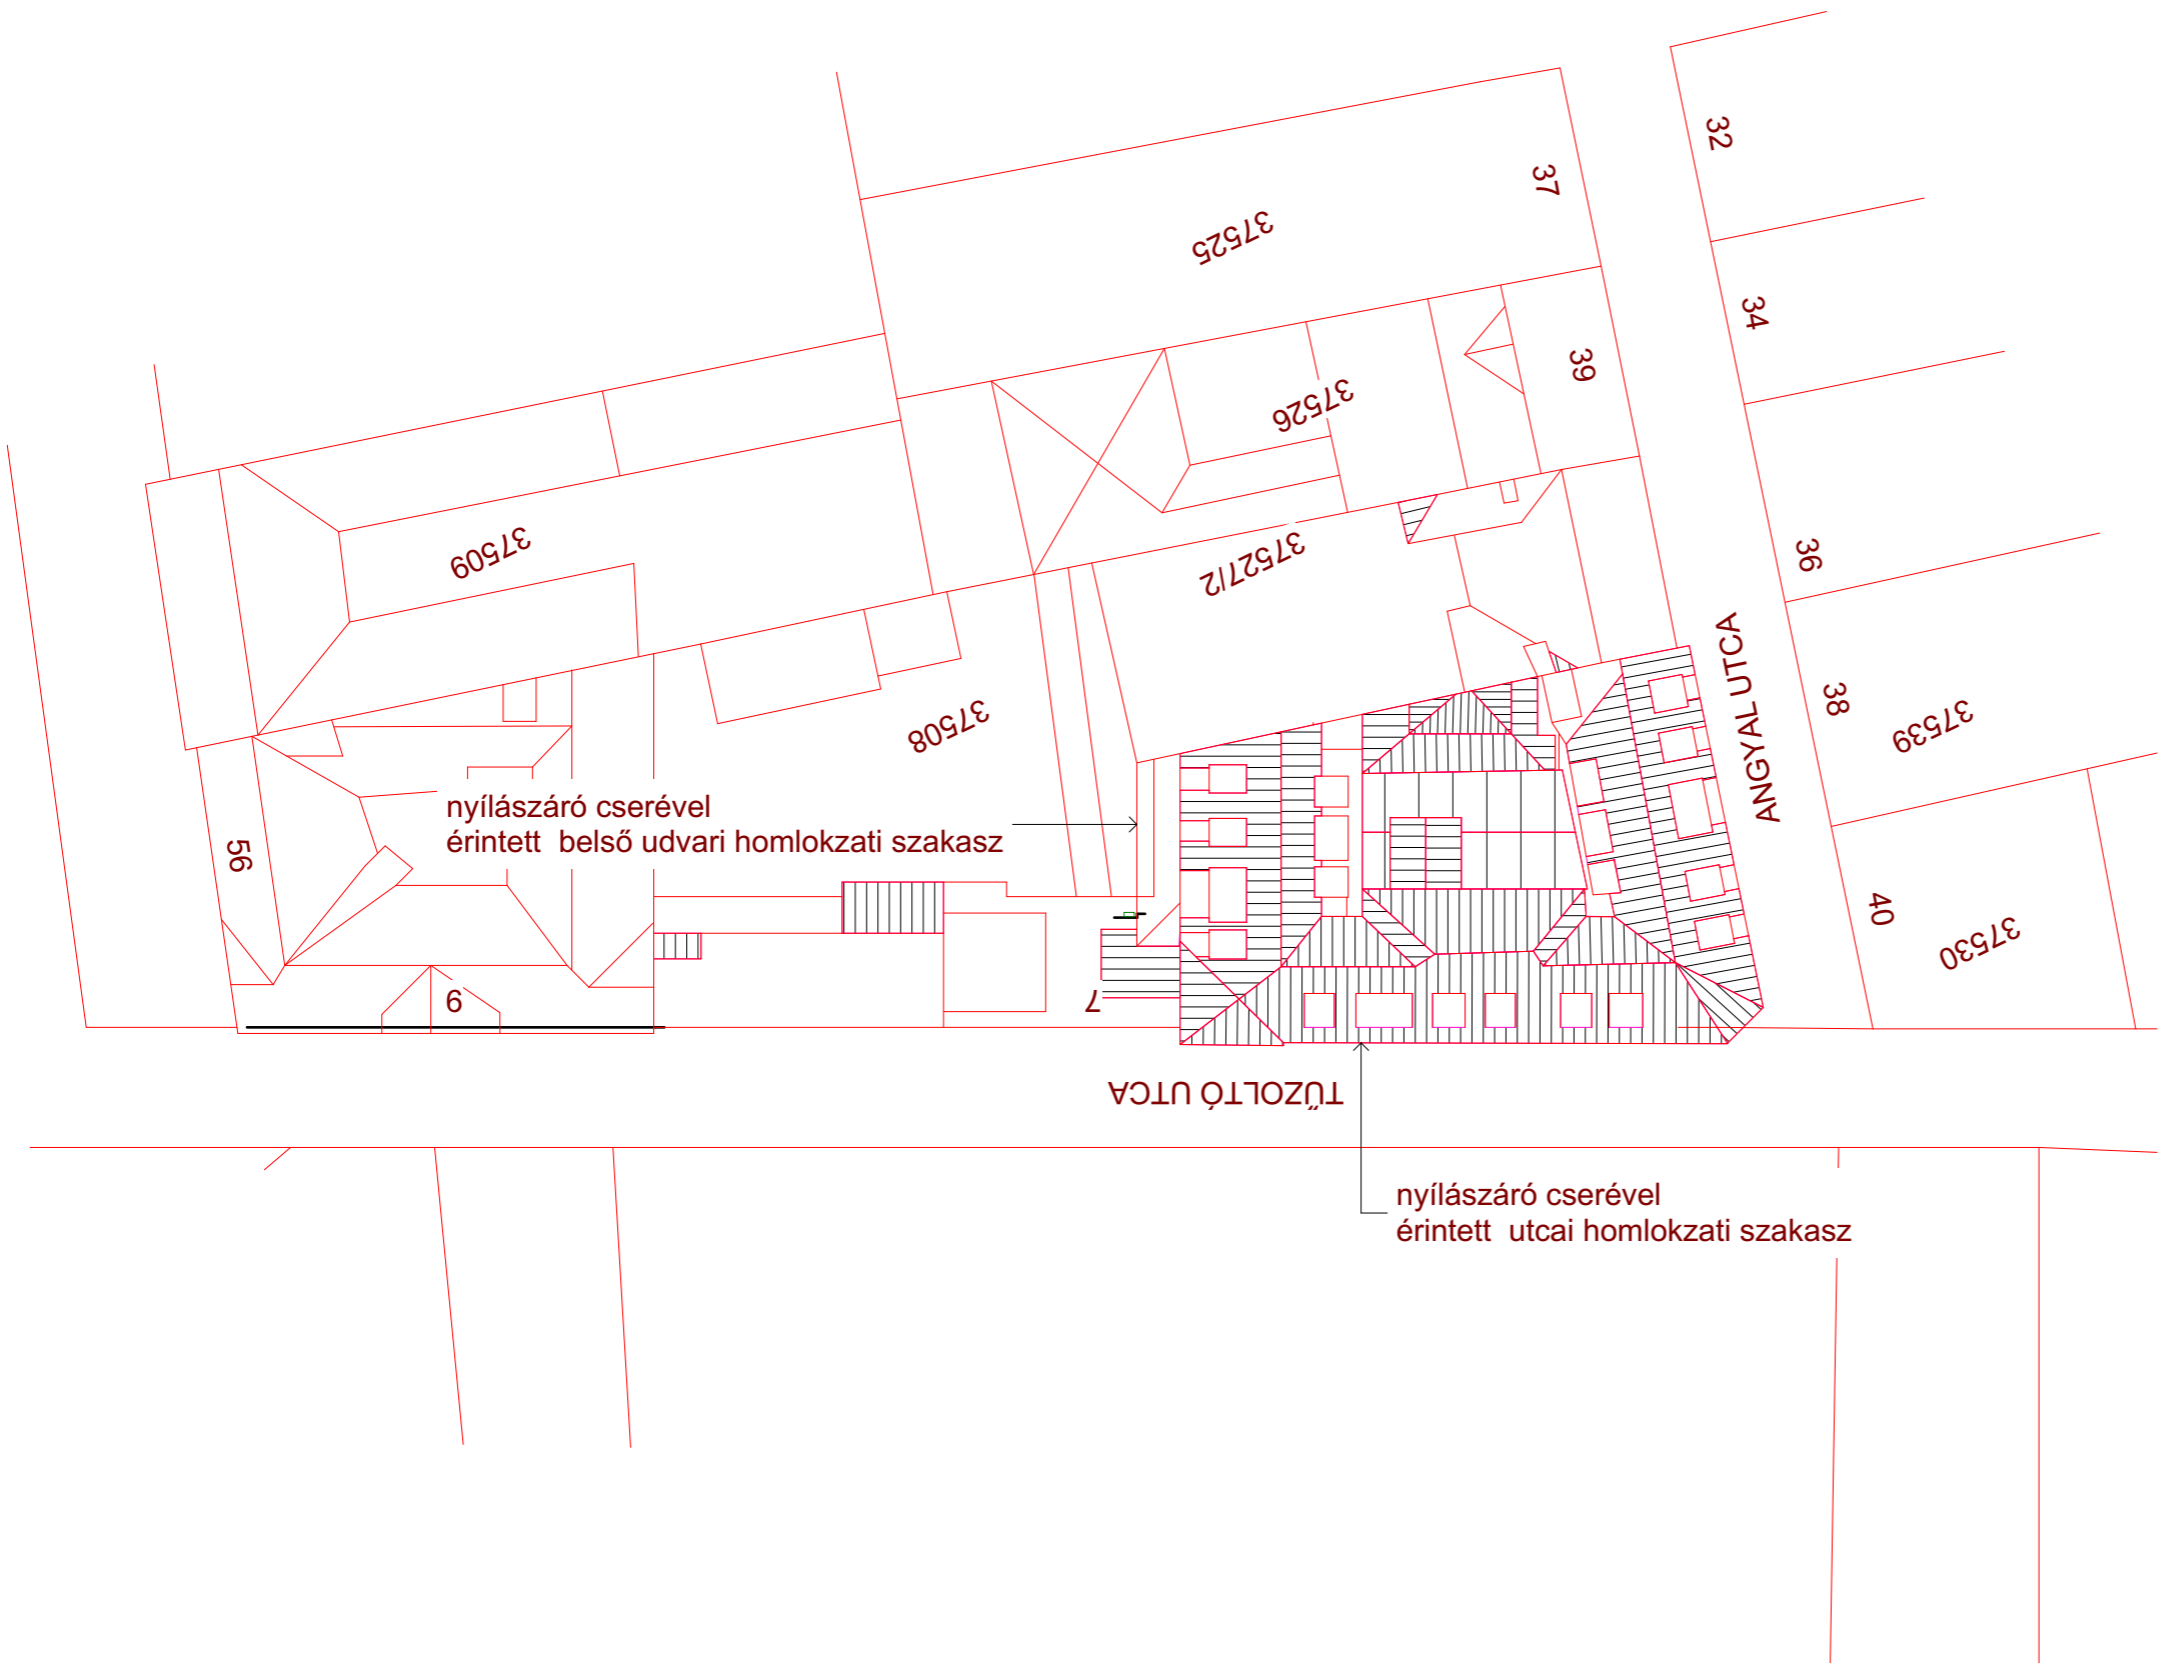 32
37
37525
34
39
37526
36
37509
37527/2
ANGYAL UTCA
38
37539
37508
nyílászáró cserével
érintett belső udvari homlokzati szakasz
56
40
37530
6
7
TŰZOLTÓ UTCA
nyílászáró cserével
érintett utcai homlokzati szakasz